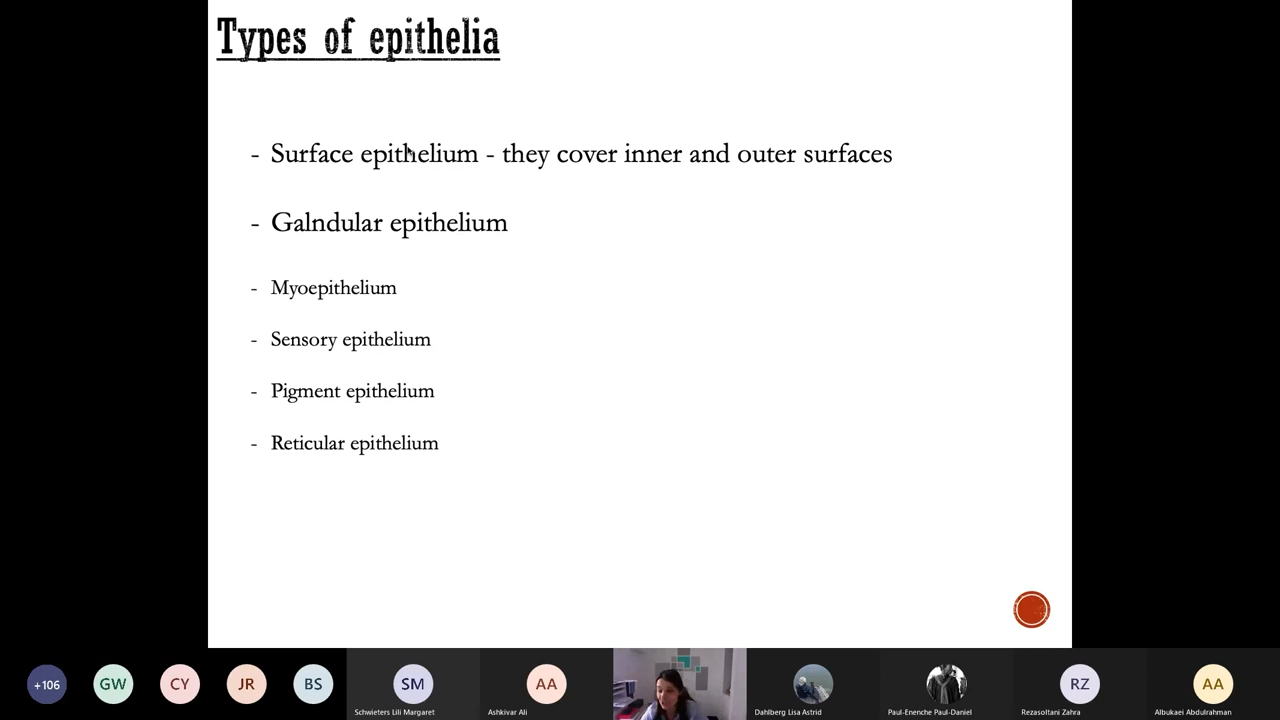 Types of epithelia
- Surface epithelium - they cover inner and outer surfaces
- Galndular epithelium
- Myoepithelium
- Sensory epithelium
- Pigment epithelium
- Reticular epithelium
+106
GW
CY
JR
BS
SM
AA
RZ
AA
Schwieters Lili Margaret
Ashkivar Ali
Dahlberg Lisa Astrid
Paul-Enenche Paul-Daniel
Rezasoltani Zahra
Albukaei Abdulrahman